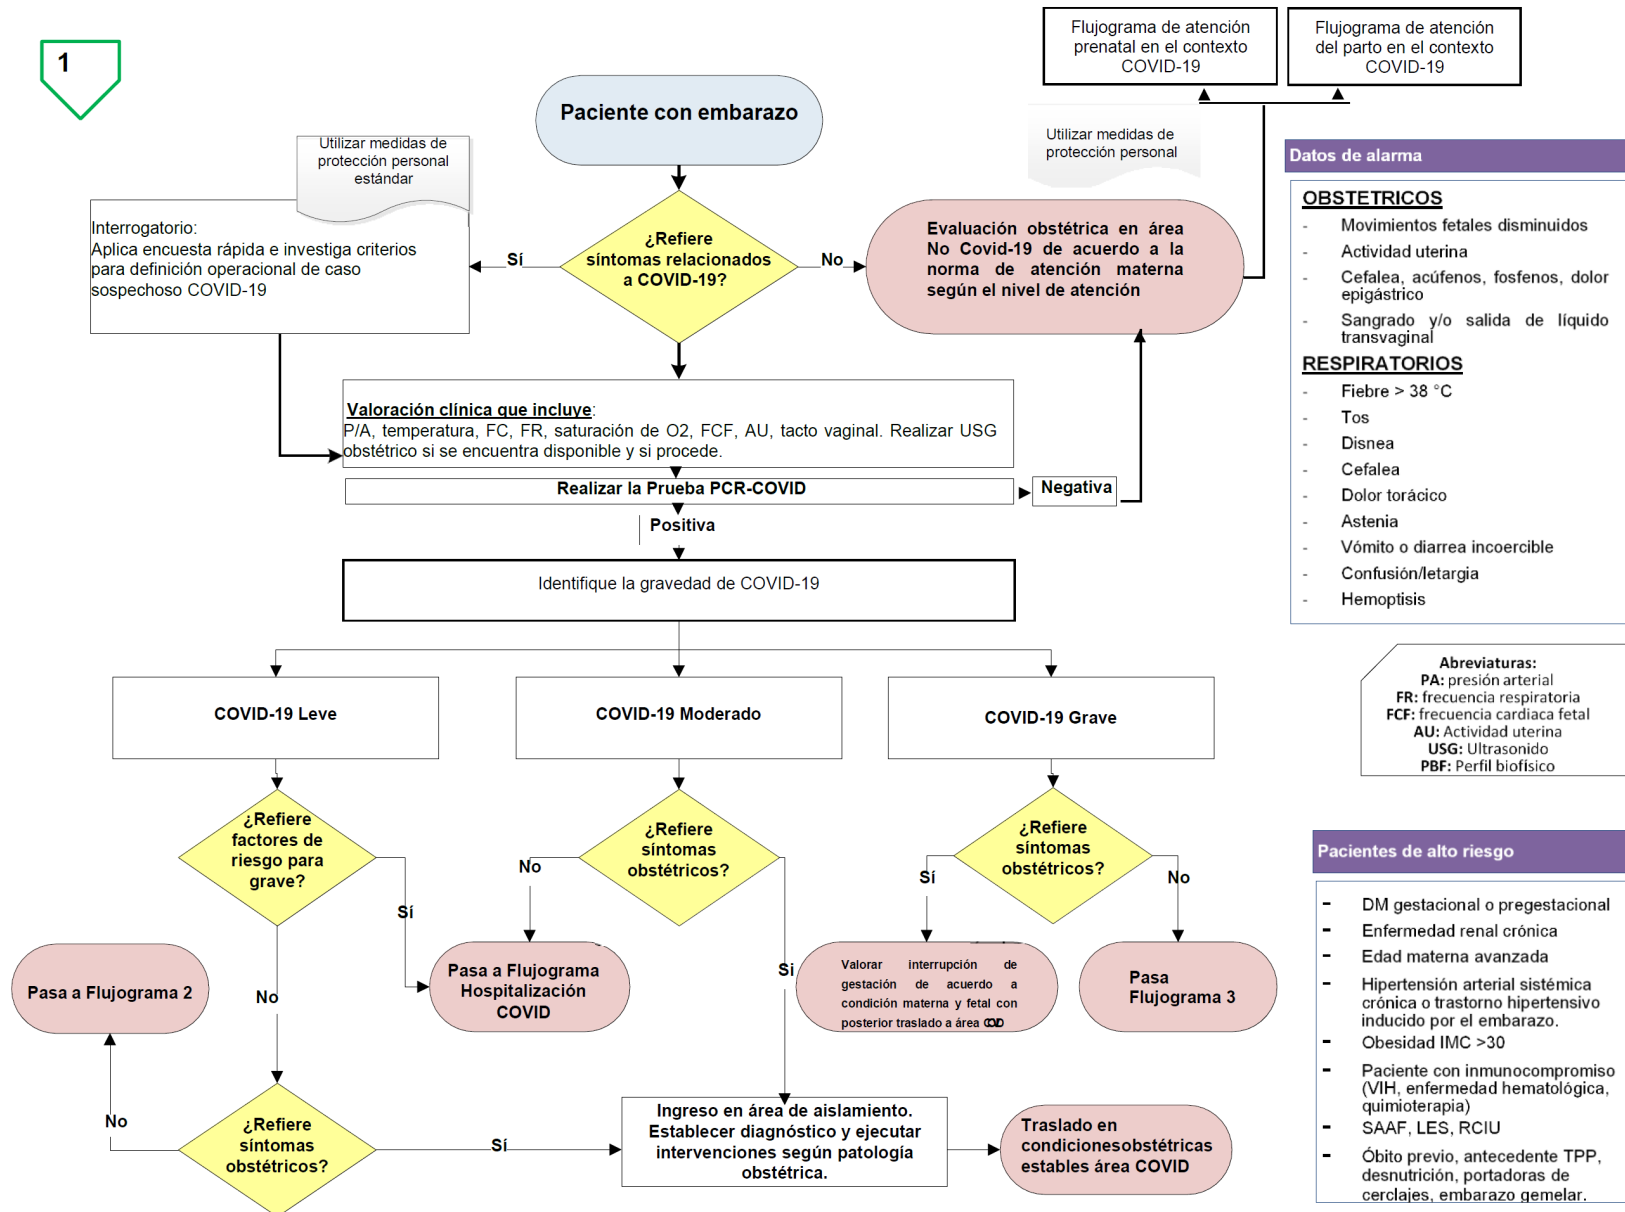 1
Flujograma de atención
prenatal en el contexto
COVID-19
Flujograma de atención
del parto en el contexto
COVID-19
Paciente con embarazo
Utilizar medidas de
protección personal
estándar
Utilizar medidas de
protección personal
Interrogatorio:
Aplica encuesta rápida e investiga criterios
para definición operacional de caso
sospechoso COVID-19
Sí
¿Refiere
síntomas relacionados
a COVID-19?
No
Evaluación obstétrica en área
No Covid-19 de acuerdo a la
norma de atención materna
según el nivel de atención
Valoración clínica que incluye:
P/A, temperatura, FC, FR, saturación de O2, FCF, AU, tacto vaginal. Realizar USG
obstétrico si se encuentra disponible y si procede.
Realizar la Prueba PCR-COVID
Negativa
Positiva
Identifique la gravedad de COVID-19
COVID-19 Leve
COVID-19 Moderado
COVID-19 Grave
¿Refiere
factores de
riesgo para
grave?
¿Refiere
síntomas
obstétricos?
¿Refiere
síntomas
obstétricos?
No
Sí
No
Sí
Si
No
Pasa a Flujograma 2
Pasa a Flujograma
Hospitalización
COVID
Valorar interrupción de
gestación de acuerdo a
condición materna y fetal con
posterior traslado a área
Pasa
Flujograma 3
No
¿Refiere
síntomas
obstétricos?
Sí
Ingreso en área de aislamiento.
Establecer diagnóstico y ejecutar
intervenciones según patología
obstétrica.
Traslado en
condicionesobstétricas
estables área COVID
Datos de alarma
OBSTETRICOS
- Movimientos fetales disminuidos
- Actividad uterina
- Cefalea, acúfenos, fosfenos, dolor
epigástrico
- Sangrado y/o salida de líquido
transvaginal
RESPIRATORIOS
- Fiebre > 38 °C
- Tos
- Disnea
- Cefalea
- Dolor torácico
- Astenia
- Vómito o diarrea incoercible
- Confusión/letargia
- Hemoptisis
Abreviaturas:
PA: presión arterial
FR: frecuencia respiratoria
FCF: frecuencia cardiaca fetal
AU: Actividad uterina
USG: Ultrasonido
PBF: Perfil biofísico
Pacientes de alto riesgo
- DM gestacional o pregestacional
- Enfermedad renal crónica
- Edad materna avanzada
- Hipertensión arterial sistémica
crónica o trastorno hipertensivo
inducido por el embarazo.
- Obesidad IMC >30
- Paciente con inmunocompromiso
(VIH, enfermedad hematológica,
quimioterapia)
- SAAF, LES, RCIU
- Óbito previo, antecedente TPP,
desnutrición, portadoras de
cerclajes, embarazo gemelar.